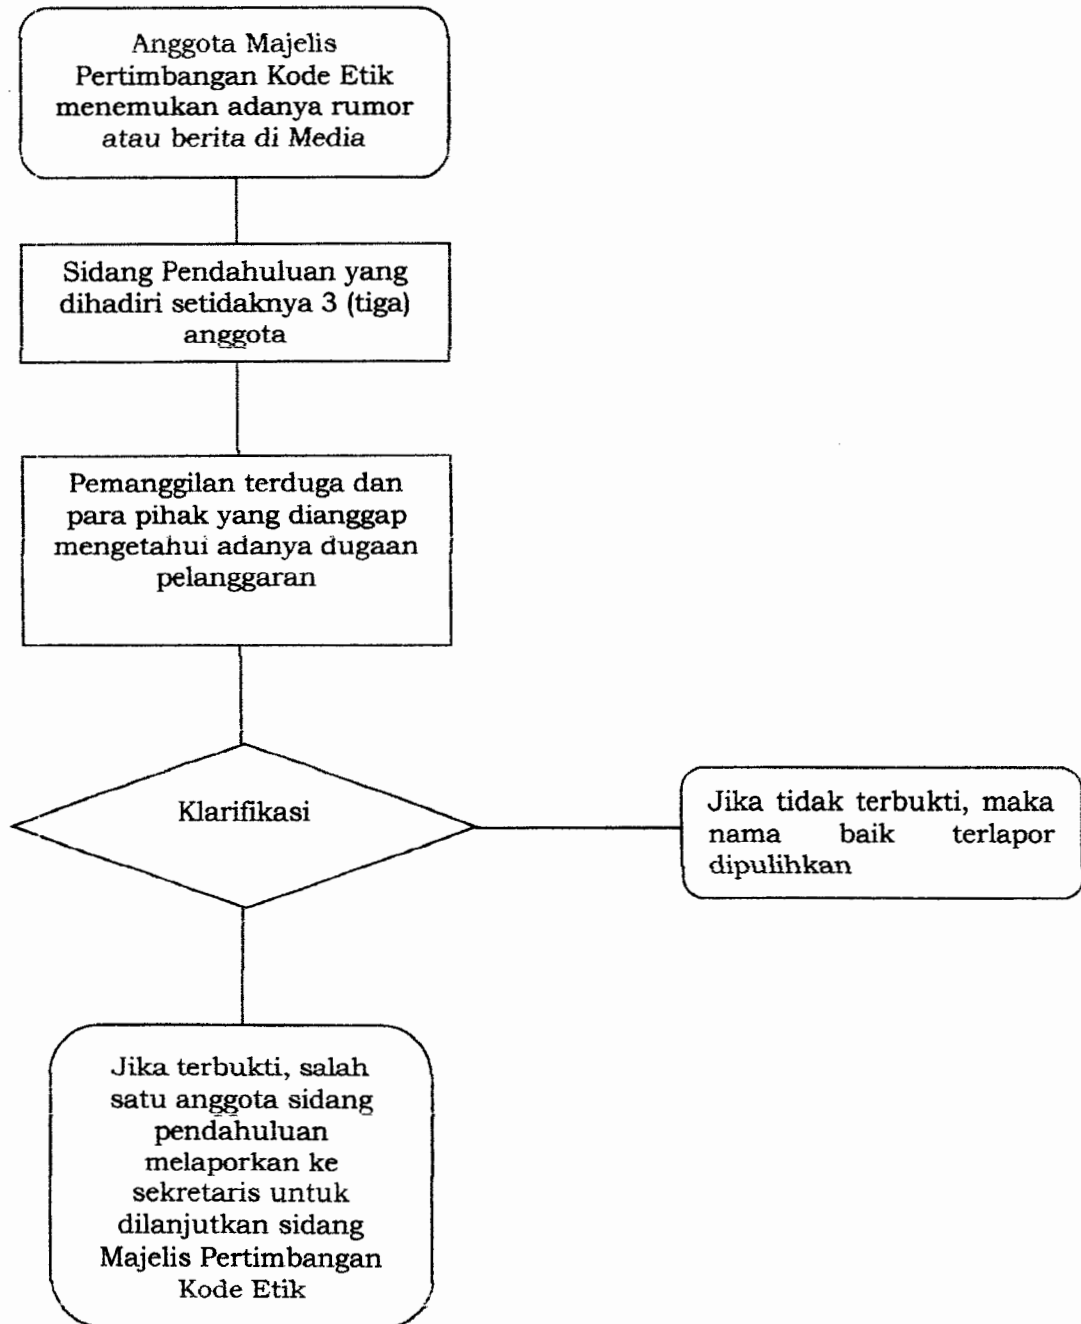 Anggota Majelis
Pertimbangan Kode Etik
menemukan adanya rumor
atau berita di Media
Sidang Pendahuluan yang
dihadiri setidaknya 3 (tiga)
anggota
Pemanggilan terduga dan
para pihak yang dianggap
mengetahui adanya dugaan
pelanggaran
Klarifikasi
Jika tidak terbukti, maka
nama baik terlapor
dipulihkan
Jika terbukti, salah
satu anggota sidang
pendahuluan
melaporkan ke
sekretaris untuk
dilanjutkan sidang
Majelis Pertimbangan
Kode Etik